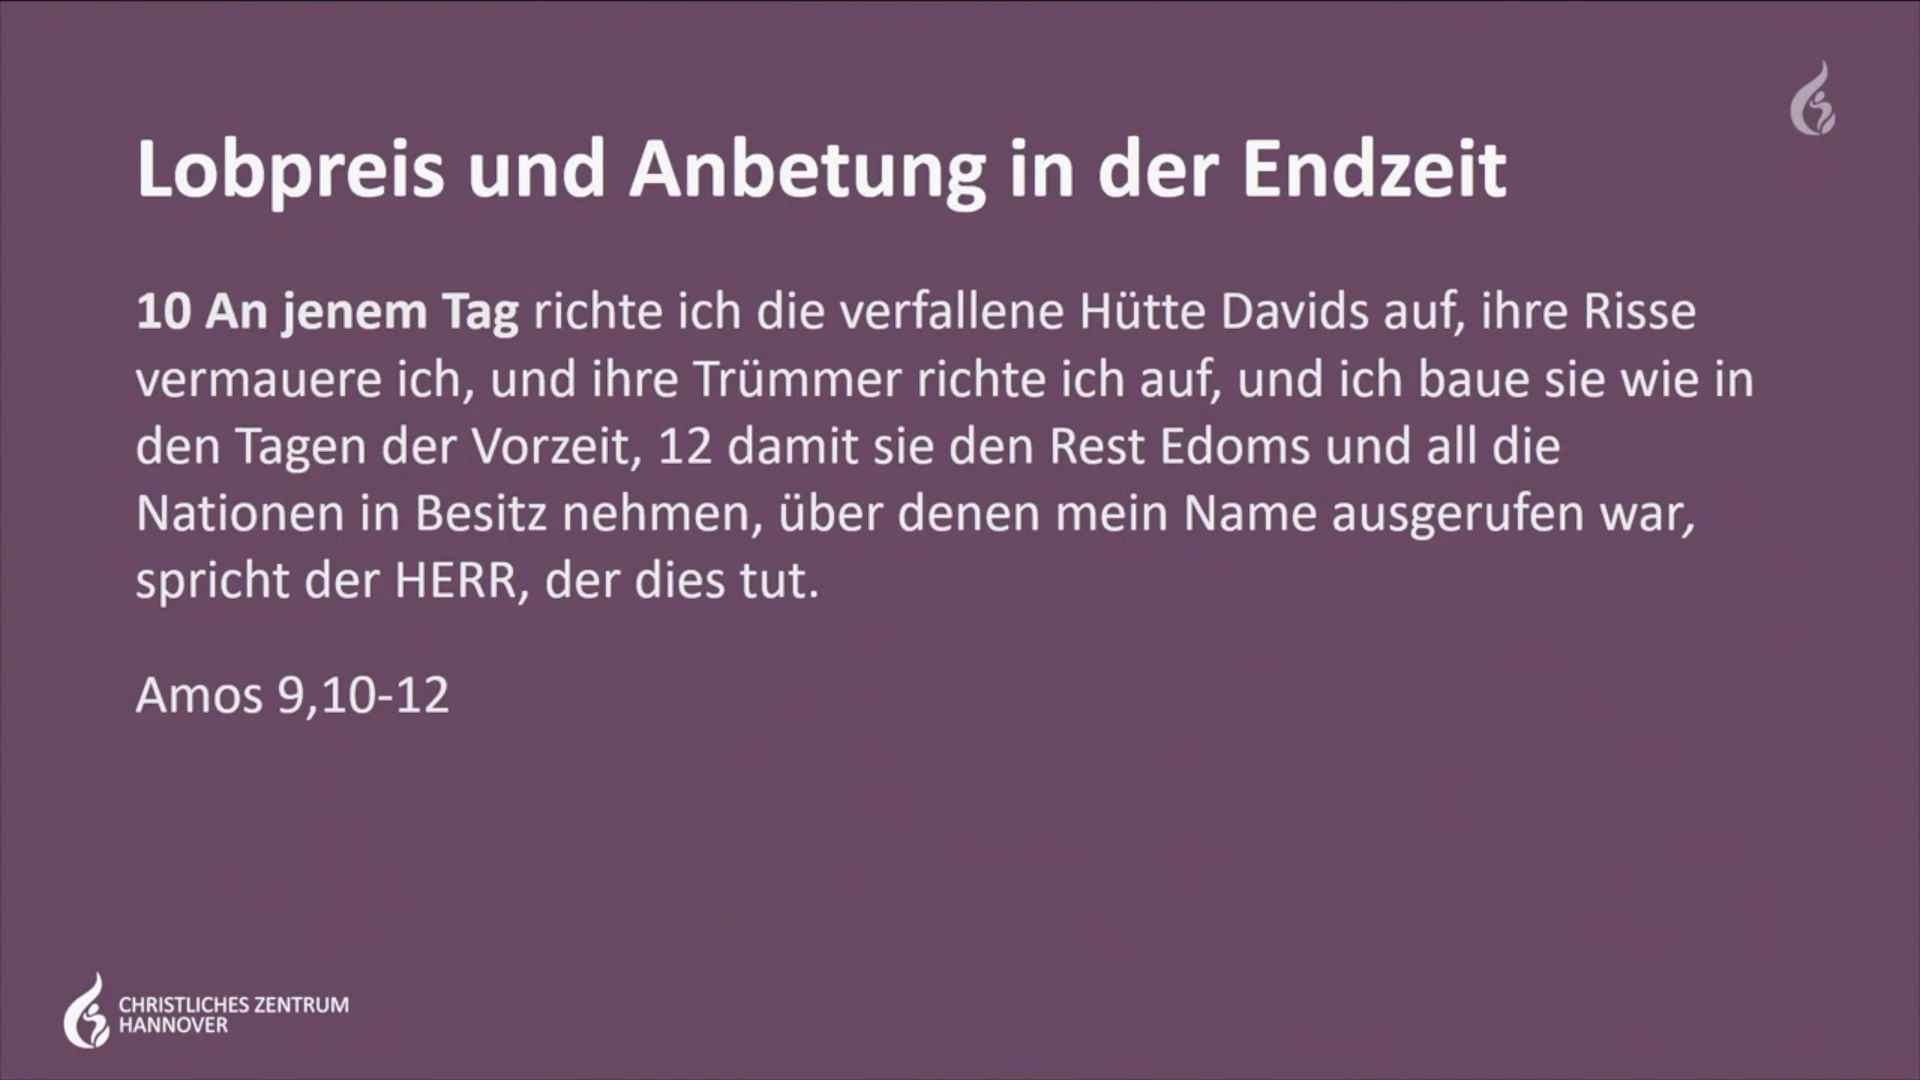 Lobpreis und Anbetung in der Endzeit
10 An jenem Tag richte ich die verfallene Hütte Davids auf, ihre Risse
vermauere ich, und ihre Trümmer richte ich auf, und ich baue sie wie in
den Tagen der Vorzeit, 12 damit sie den Rest Edoms und all die
Nationen in Besitz nehmen, über denen mein Name ausgerufen war,
spricht der HERR, der dies tut.
Amos 9,10-12
CHRISTLICHES ZENTRUM
HANNOVER